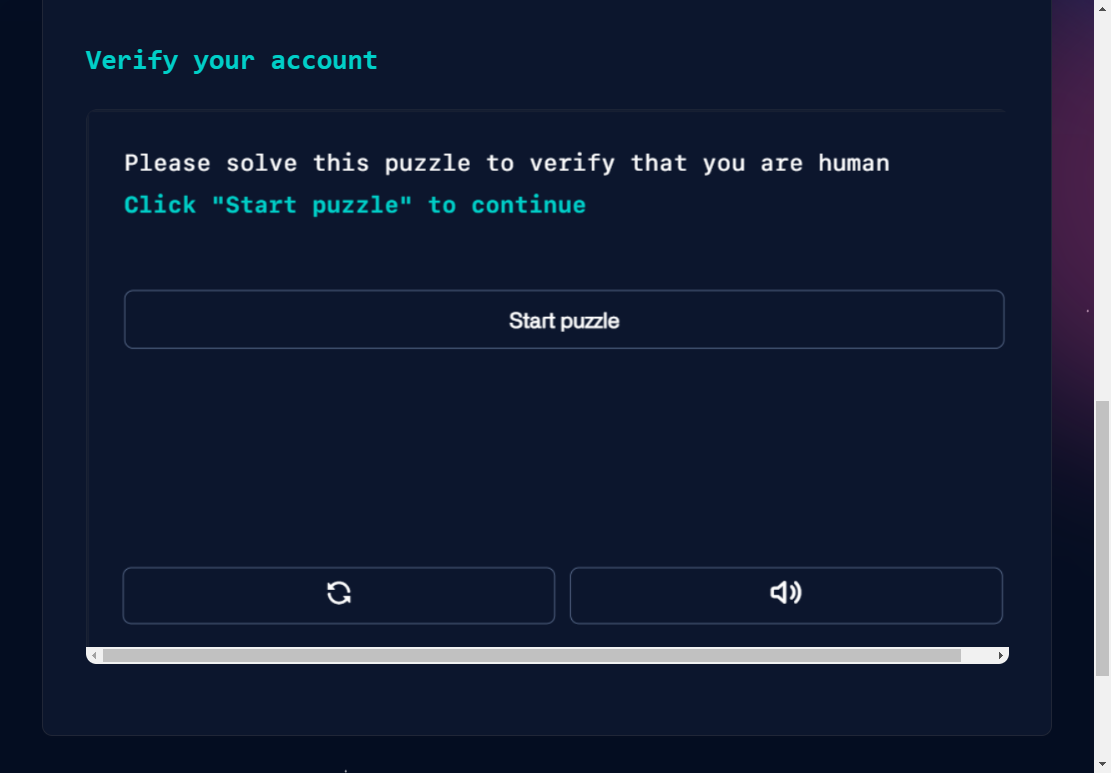 Verify your account
Please solve this puzzle to verify that you are human
Click "Start puzzle" to continue
Start puzzle